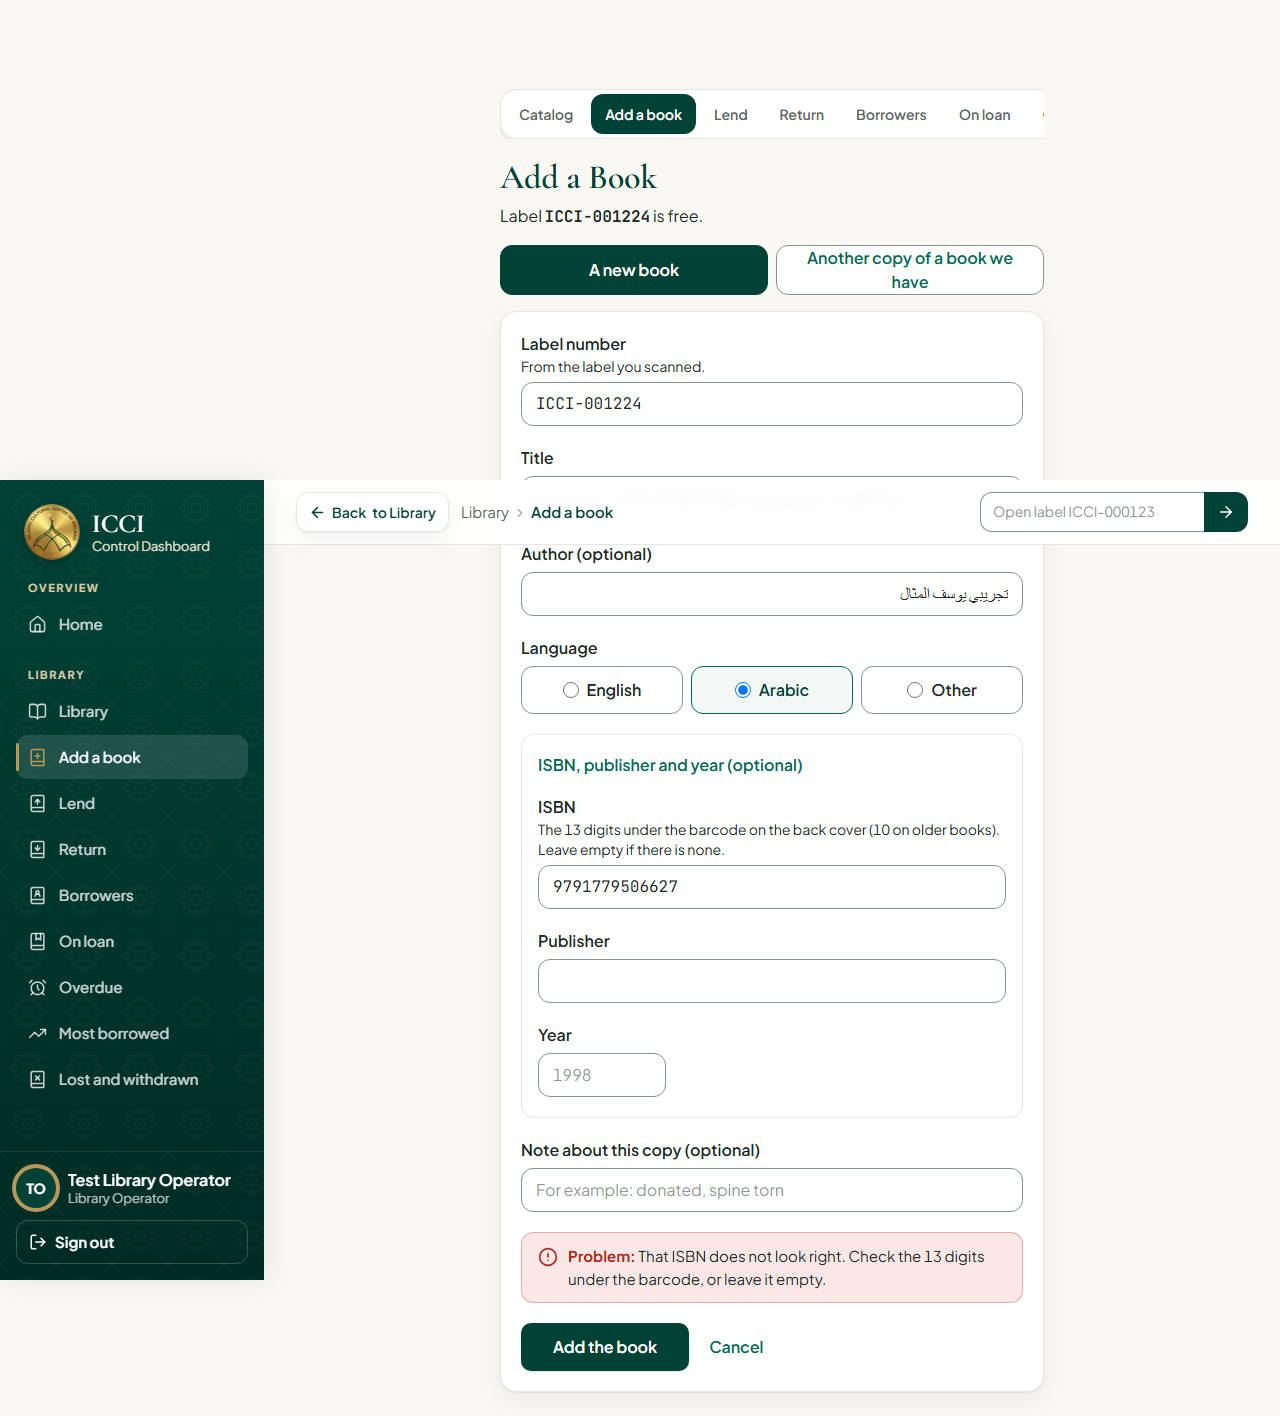 Catalog
Add a book
Lend
Return
Borrowers
On loan
Add a Book
Label ICCI-001224 is free.
A new book
Another copy of a book we
have
Label number
From the label you scanned.
ICCI-001224
Title
Back to Library
Library
Add a book
Open label ICCI-000123
Author (optional)
تجريبي يوسف المثال
Language
English
Arabic
Other
ISBN, publisher and year (optional)
ISBN
The 13 digits under the barcode on the back cover (10 on older books).
Leave empty if there is none.
9791779506627
Publisher
Year
1998
Note about this copy (optional)
For example: donated, spine torn
Problem: That ISBN does not look right. Check the 13 digits
under the barcode, or leave it empty.
Add the book
Cancel
ICCI
Control Dashboard
OVERVIEW
Home
LIBRARY
Library
Add a book
Lend
Return
Borrowers
On loan
Overdue
Most borrowed
Lost and withdrawn
TO
Test Library Operator
Library Operator
Sign out